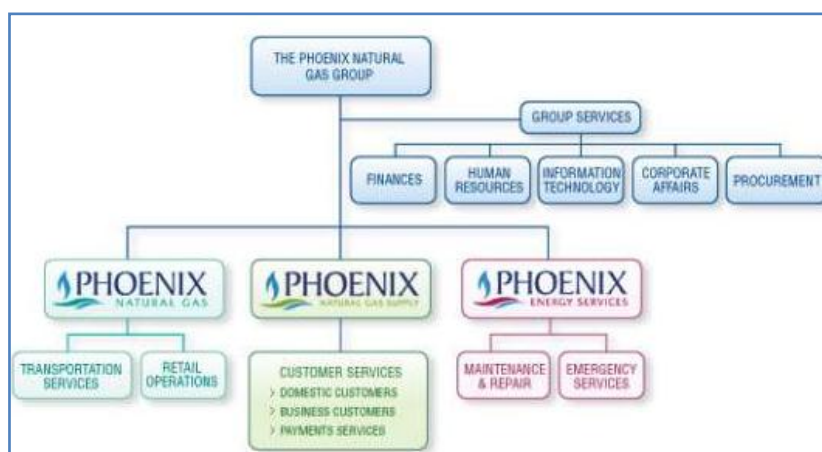 THE PHOENIX NATURAL
GAS GROUP
GROUP SERVICES
FINANCES
HUMAN
RESOURCES
INFORMATION
TECHNOLOGY
CORPORATE
AFFAIRS
PROCUREMENT
PHOENIX
NATURAL GAS
PHOENIX
NATURAL GAS SUPPLY
PHOENIX
ENERGY SERVICES
TRANSPORTATION
SERVICES
RETAIL
OPERATIONS
CUSTOMER SERVICES
> DOMESTIC CUSTOMERS
> BUSINESS CUSTOMERS
> PAYMENTS SERVICES
MAINTENANCE
& REPAIR
EMERGENCY
SERVICES